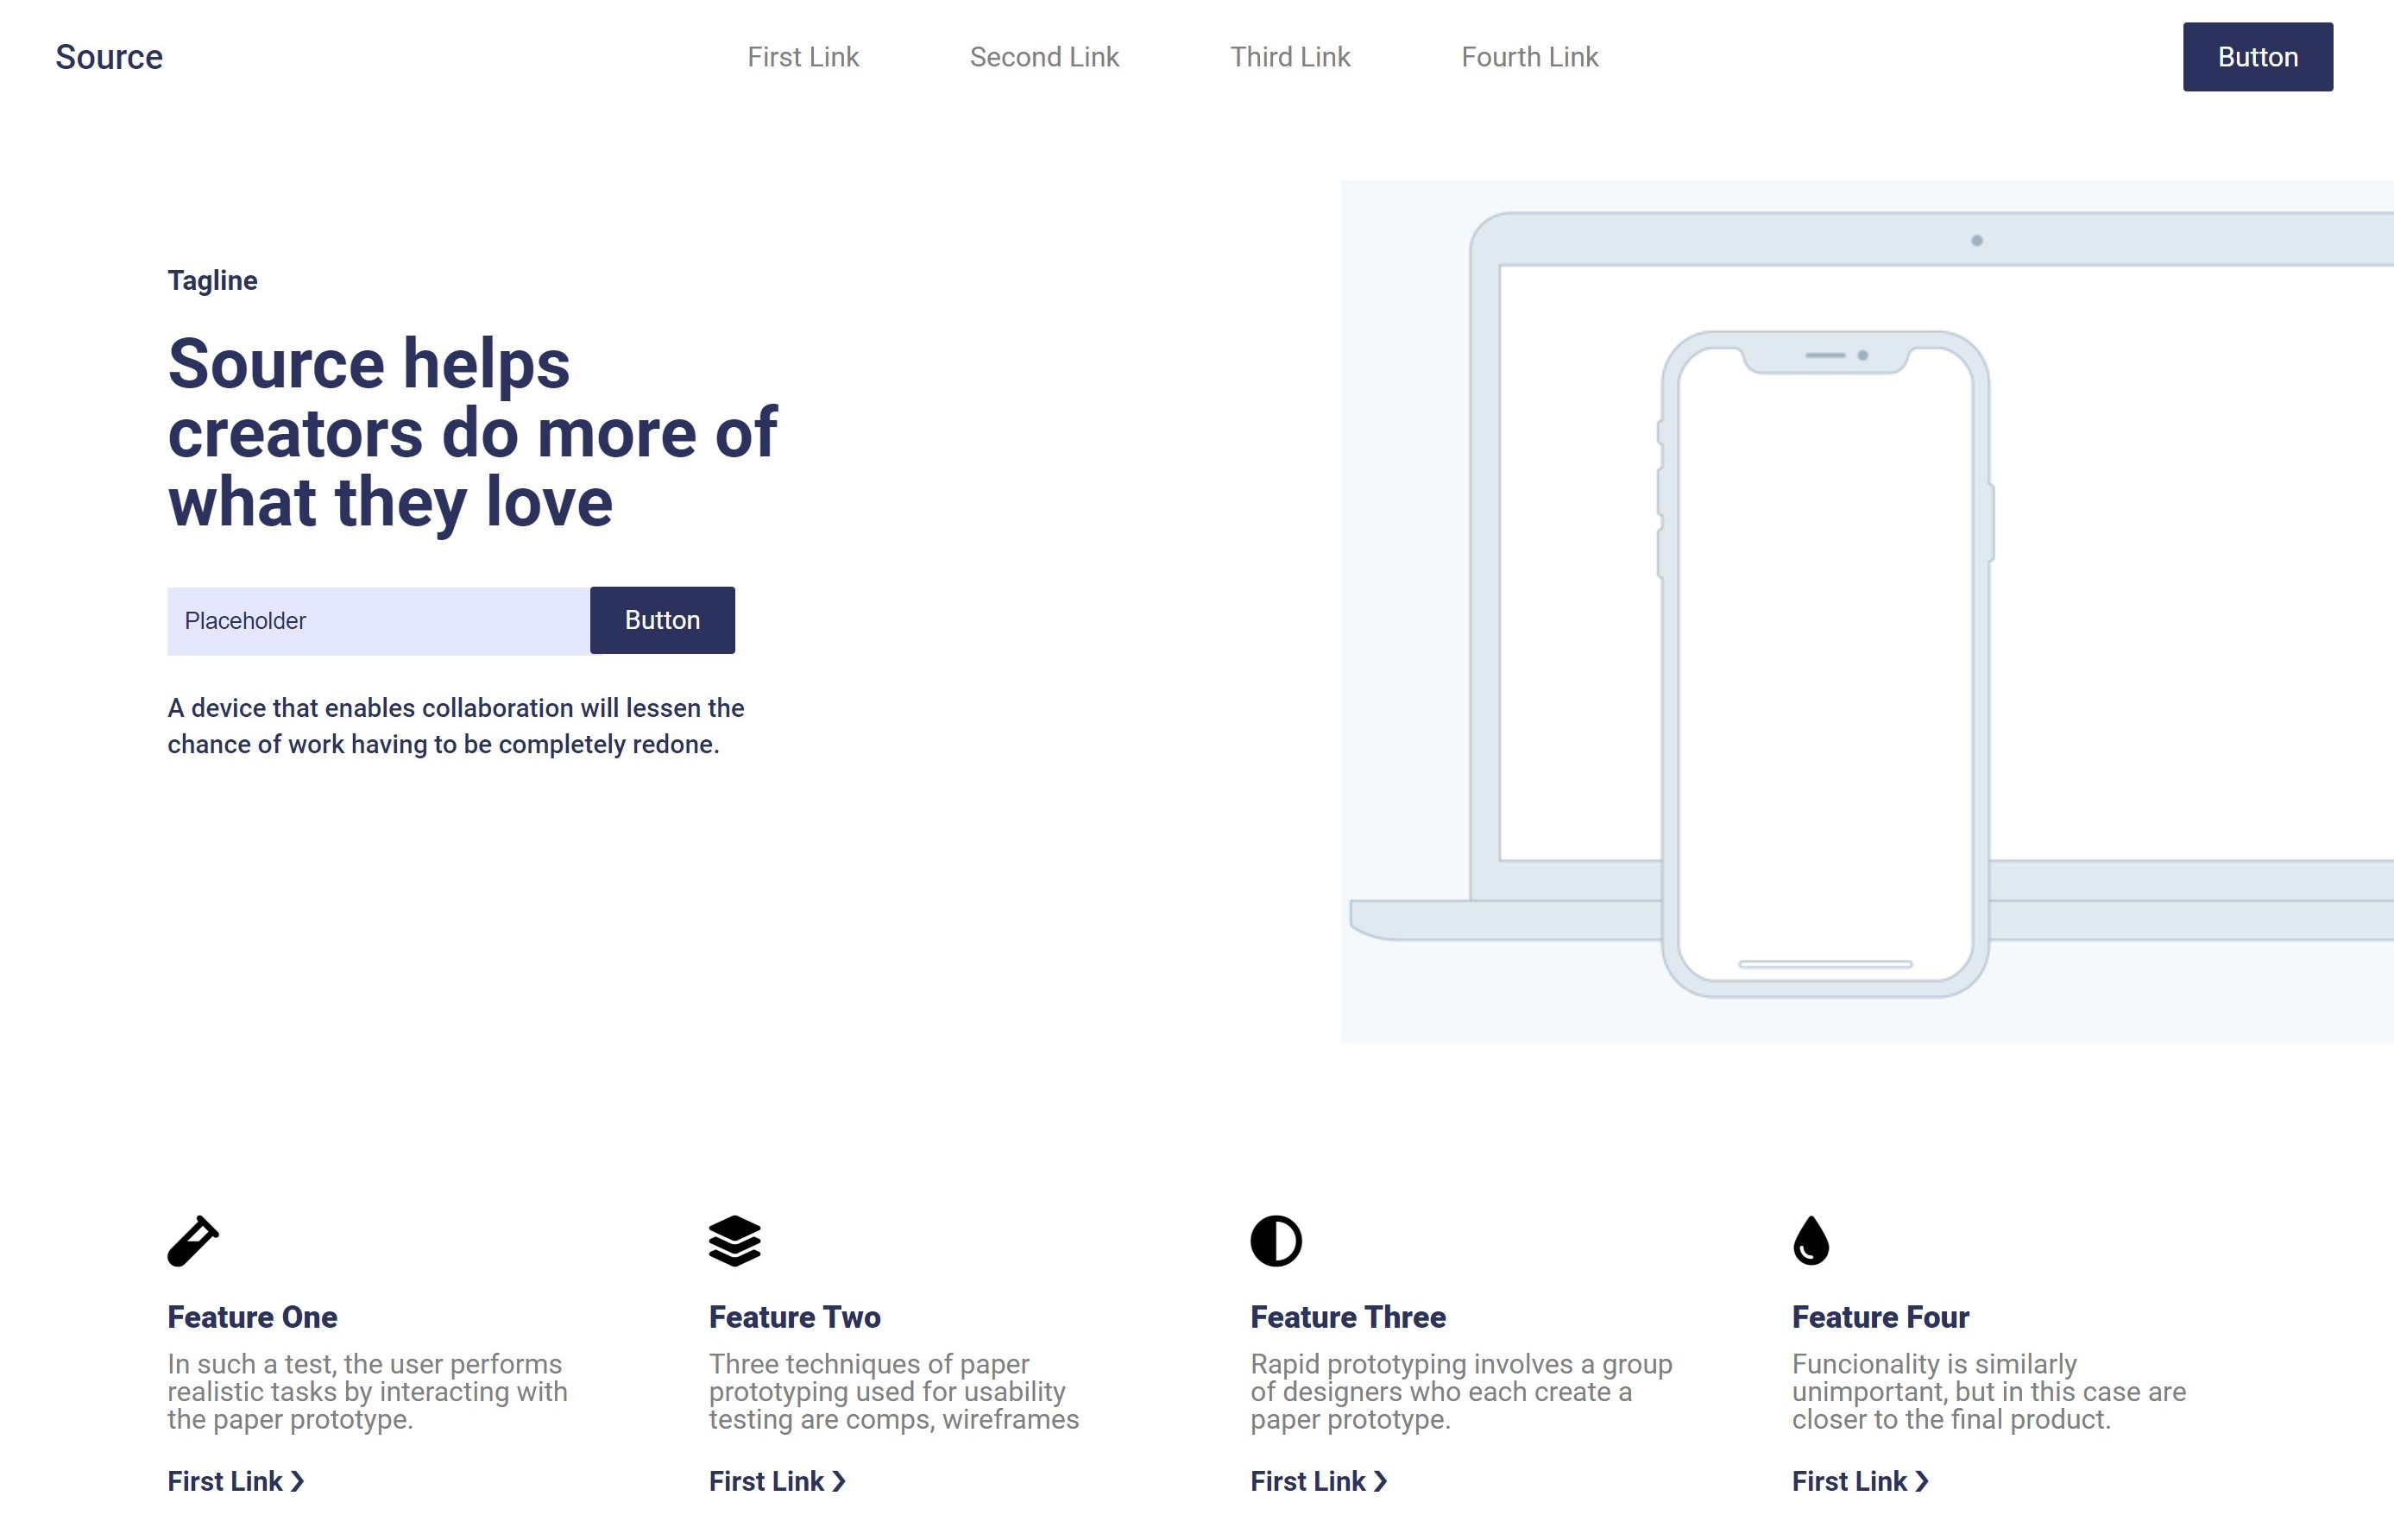 Source
First Link
Second Link
Third Link
Fourth Link
Button
Tagline
Source helps
creators do more of
what they love
Placeholder
Button
A device that enables collaboration will lessen the
chance of work having to be completely redone.
Feature One
In such a test, the user performs
realistic tasks by interacting with
the paper prototype.
First Link ❯
Feature Two
Three techniques of paper
prototyping used for usability
testing are comps, wireframes
First Link ❯
Feature Three
Rapid prototyping involves a group
of designers who each create a
paper prototype.
First Link ❯
Feature Four
Funcionality is similarly
unimportant, but in this case are
closer to the final product.
First Link ❯